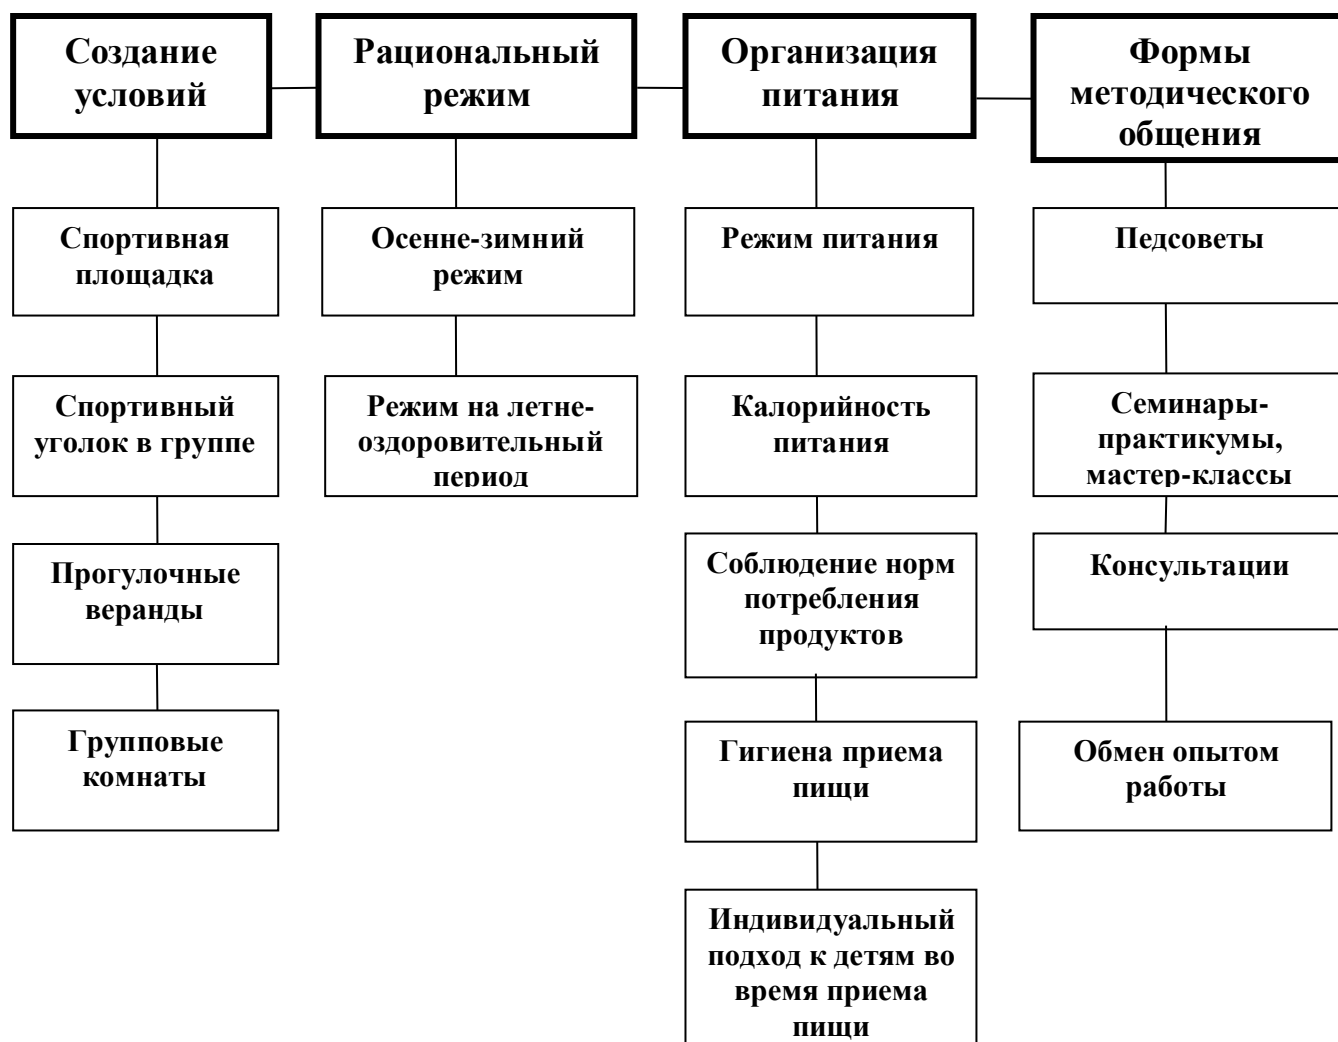 Создание
условий
Рациональный
режим
Организация
питания
Формы
методического
общения
Спортивная
площадка
Осенне-зимний
режим
Режим питания
Педсоветы
Спортивный
уголок в группе
Режим на летне-
оздоровительный
период
Калорийность
питания
Семинары-
практикумы,
мастер-классы
Прогулочные
веранды
Соблюдение норм
потребления
продуктов
Консультации
Групповые
комнаты
Гигиена приема
пищи
Обмен опытом
работы
Индивидуальный
подход к детям во
время приема
пищи